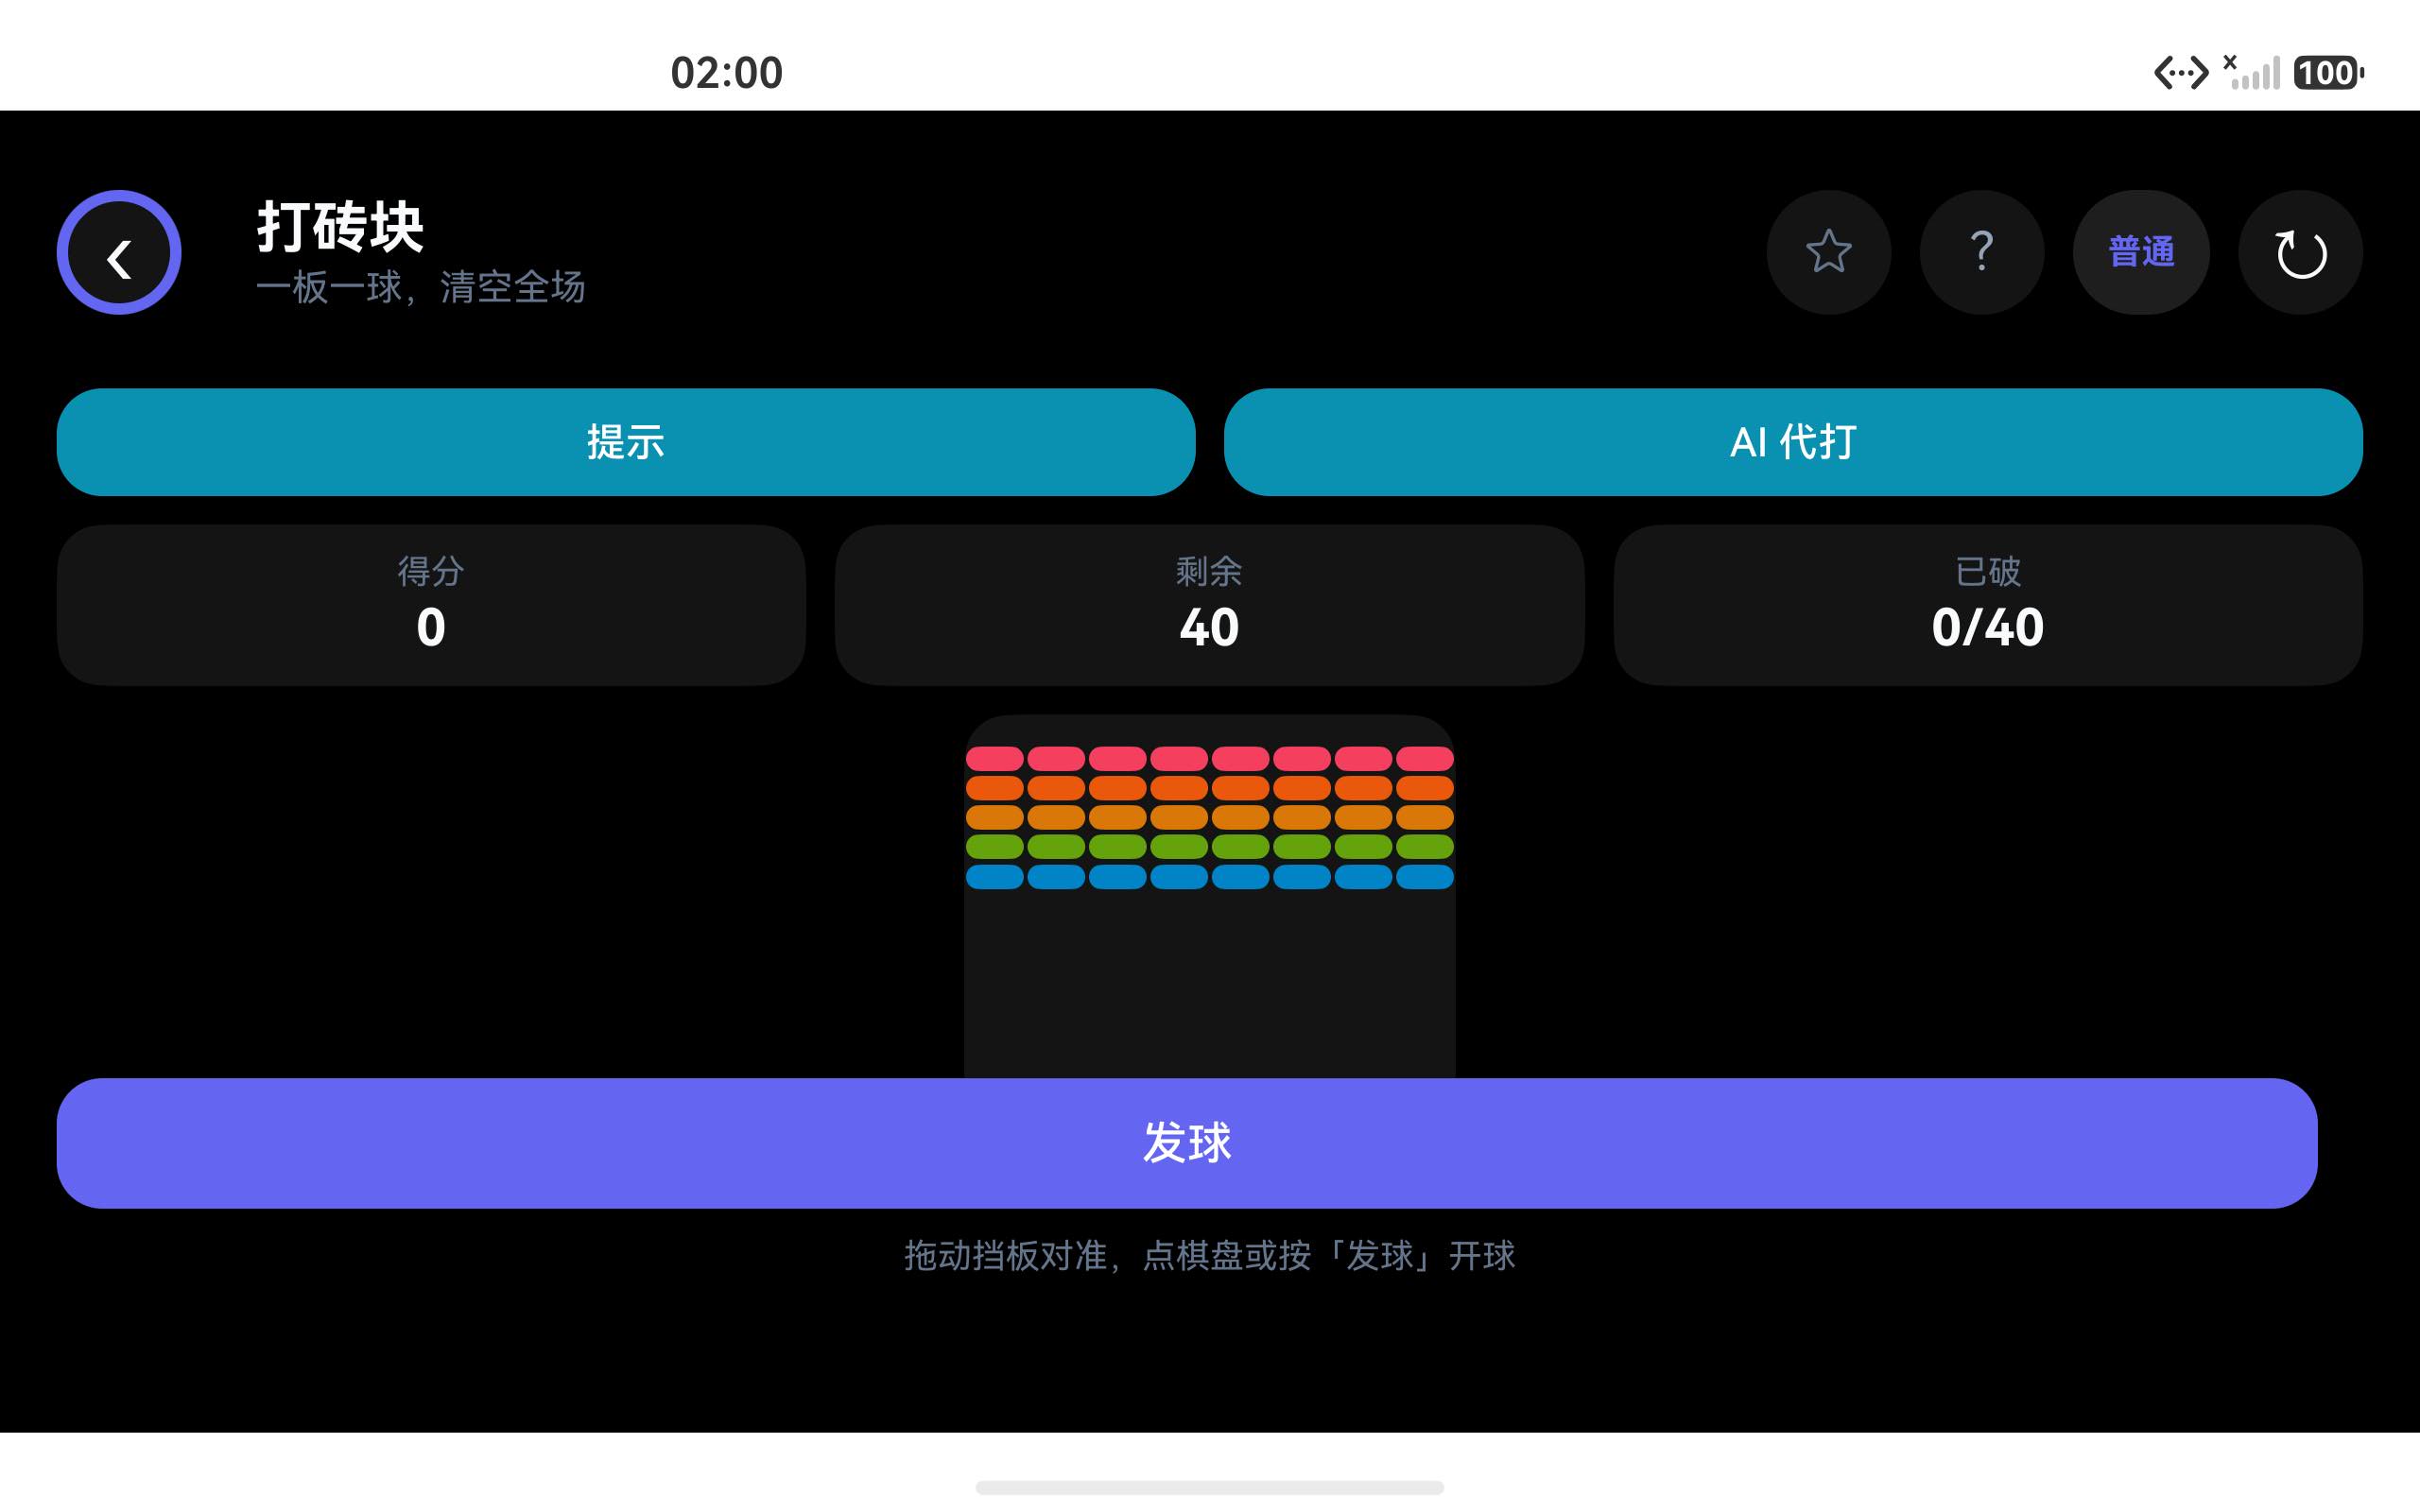 02:00
100
打砖块
一板一球，清空全场
?
普通
提示
AI 代打
得分
0
剩余
40
已破
0/40
发球
拖动挡板对准，点棋盘或按「发球」开球